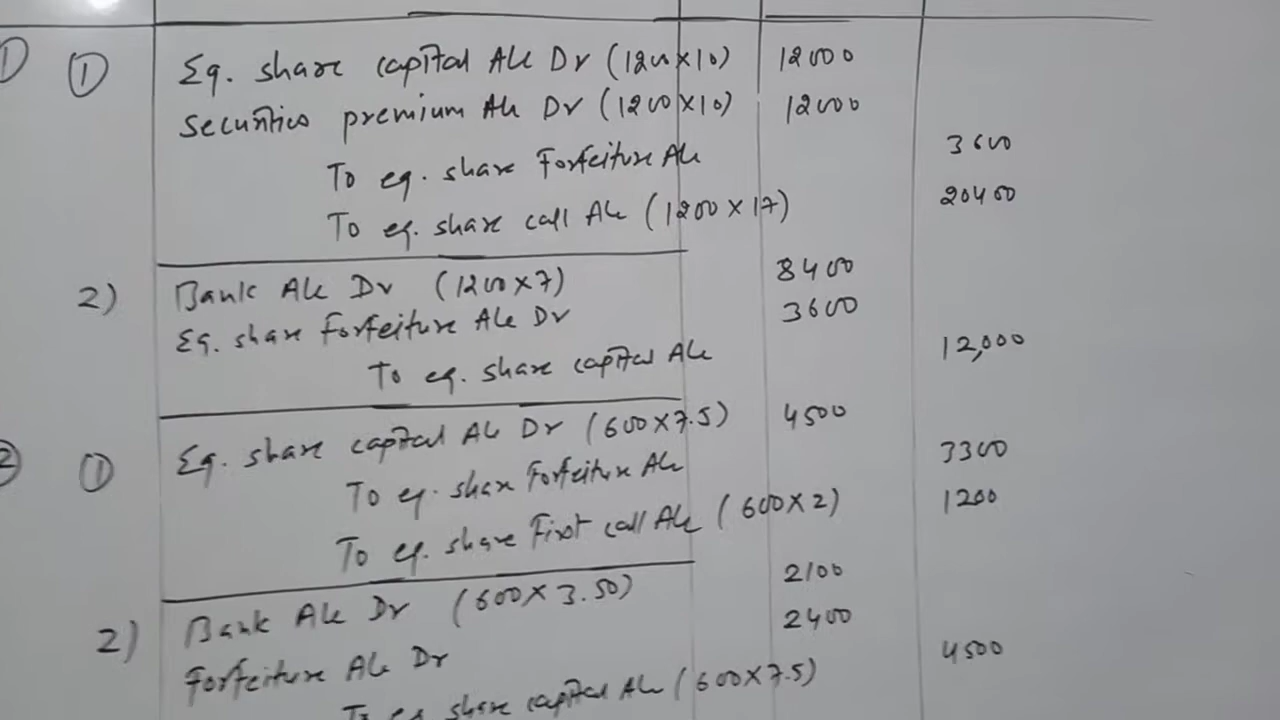 1) ① Eq. share capital A/c Dr (1200×10) 12000
Securities premium A/c Dr (1200×10) 12000
To eq. share Forfeiture A/c 3600
To eq. share call A/c (1200×17) 20400
2) Bank A/c Dr (1200×7) 8400
Eq. share Forfeiture A/c Dr 3600
To eq. share capital A/c 12,000
② ① Eq. share capital A/c Dr (600×7.5) 4500
To eq. share Forfeiture A/c 3300
To eq. share First call A/c (600×2) 1200
2) Bank A/c Dr (600×3.50) 2100
Forfeiture A/c Dr 2400
To eq share capital A/c (600×7.5) 4500